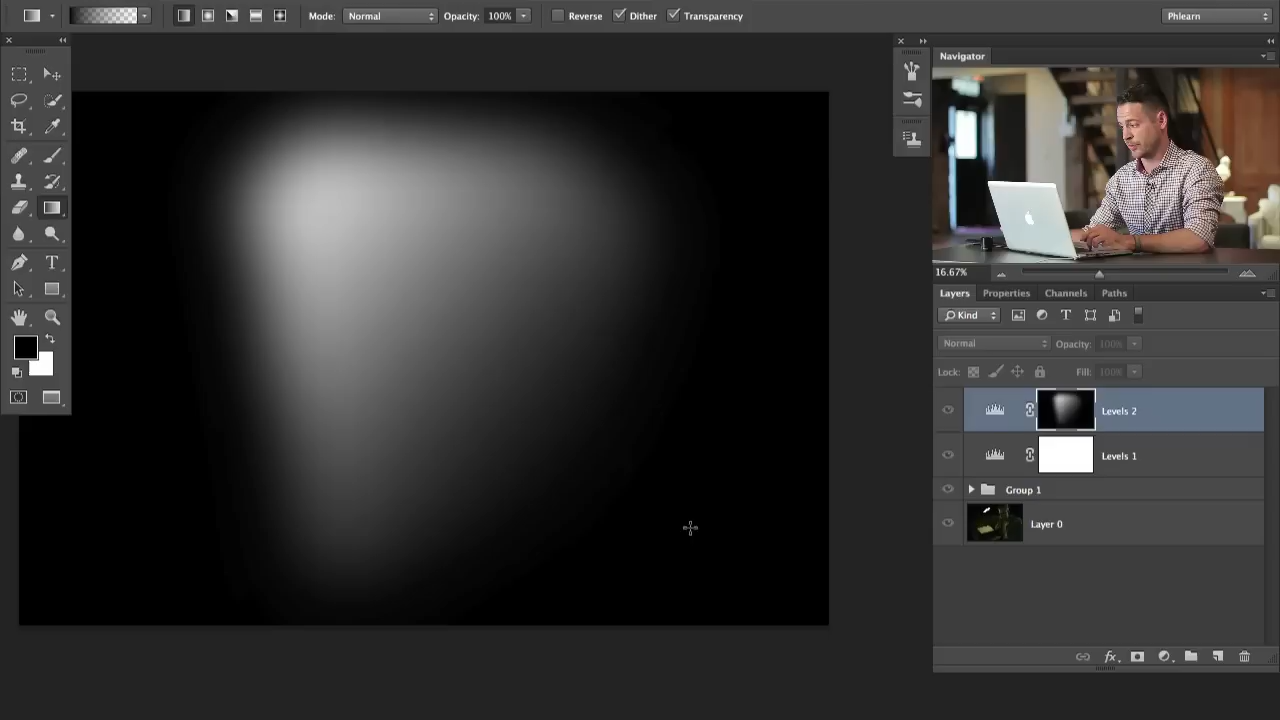 Mode: Normal Opacity: 100% Reverse Dither Transparency Phlearn
Navigator
16.67%
Layers Properties Channels Paths
Kind T
Normal Opacity: 100%
Lock: Fill: 100%
Levels 2
Levels 1
Group 1
Layer 0
fx